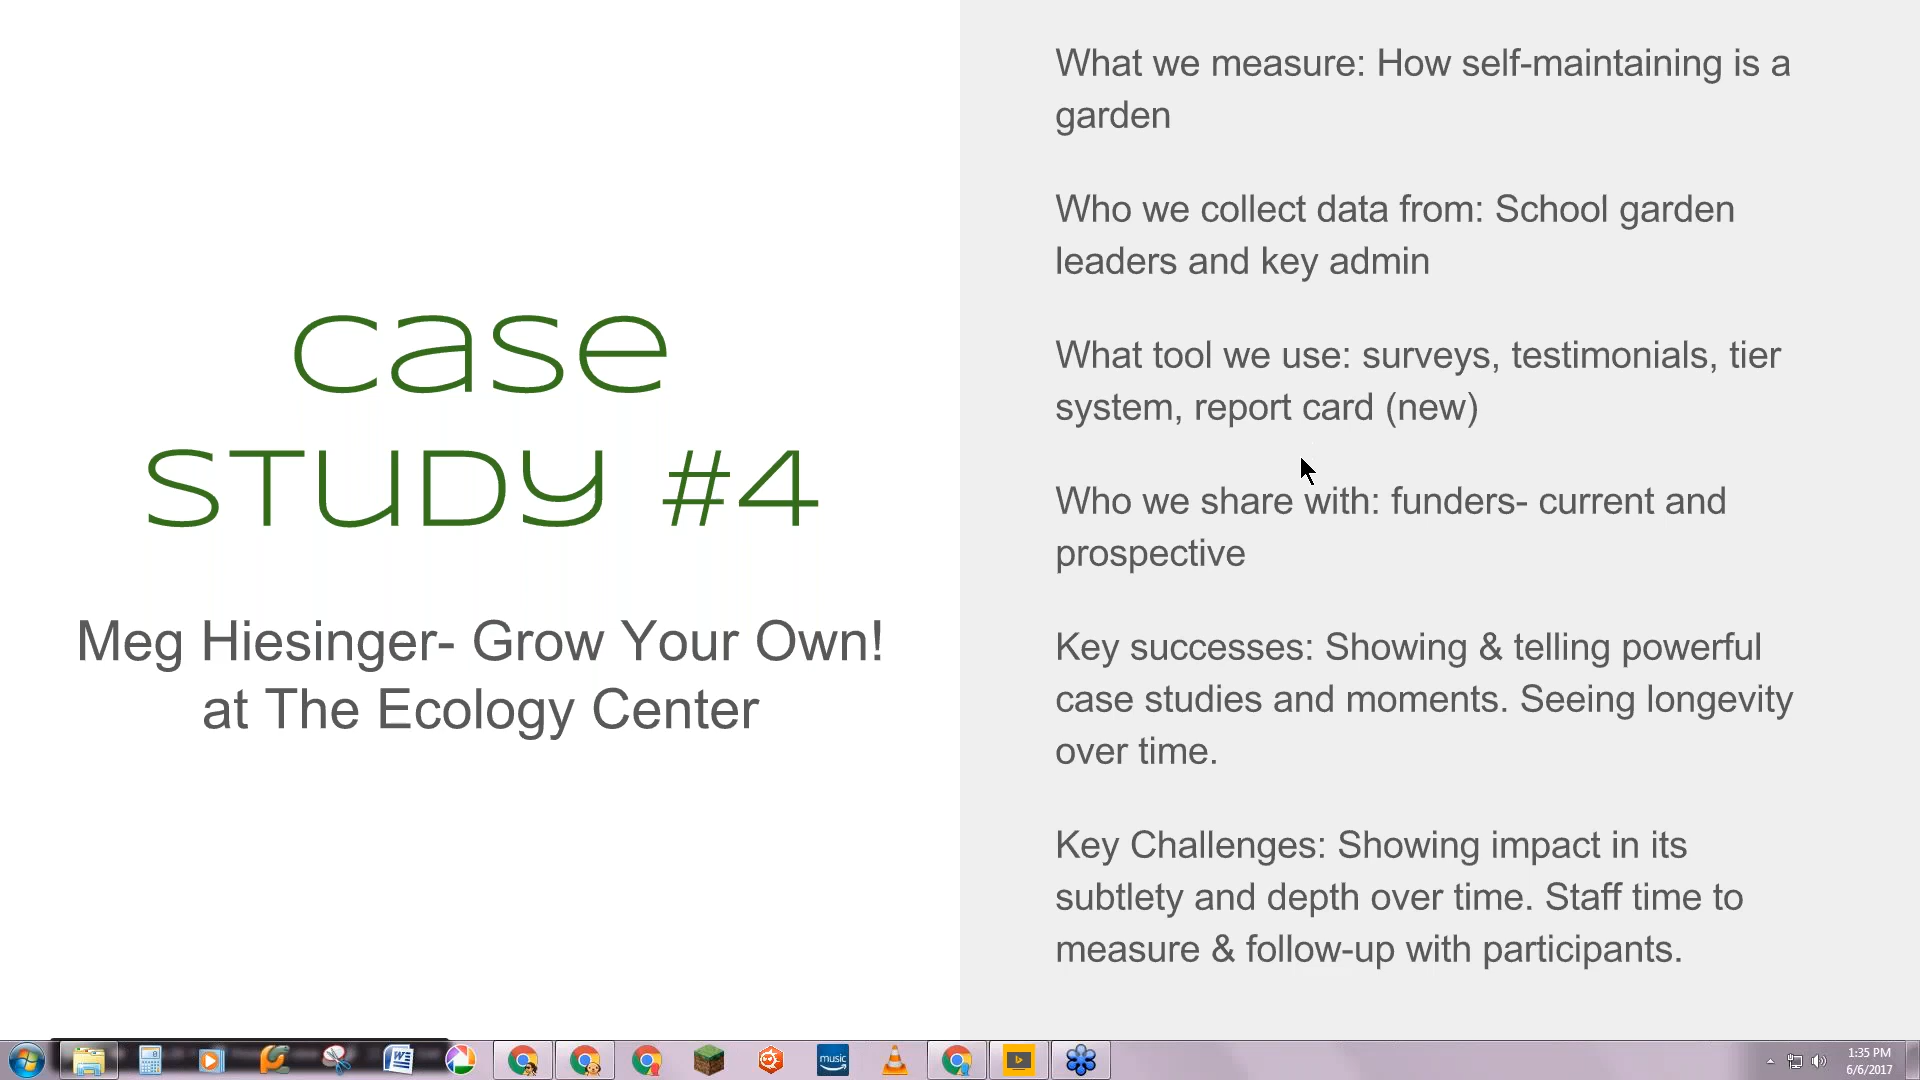 case
STUDY #4
Meg Hiesinger- Grow Your Own!
at The Ecology Center
What we measure: How self-maintaining is a
garden
Who we collect data from: School garden
leaders and key admin
What tool we use: surveys, testimonials, tier
system, report card (new)
Who we share with: funders- current and
prospective
Key successes: Showing & telling powerful
case studies and moments. Seeing longevity
over time.
Key Challenges: Showing impact in its
subtlety and depth over time. Staff time to
measure & follow-up with participants.
music
1:35 PM
6/6/2017